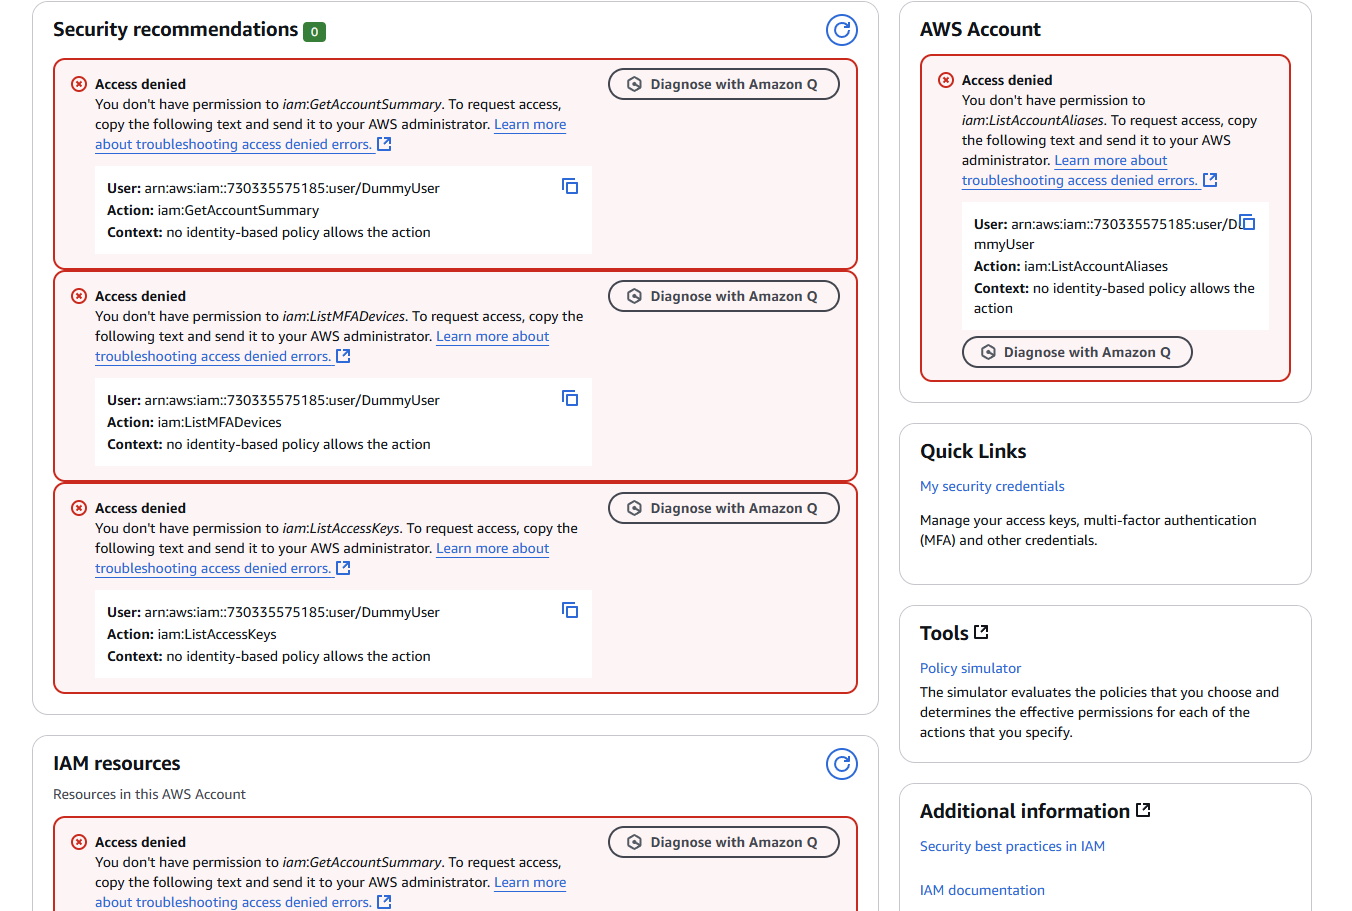 Security recommendations 0
Access denied
You don't have permission to iam:GetAccountSummary. To request access,
copy the following text and send it to your AWS administrator. Learn more
about troubleshooting access denied errors.
Diagnose with Amazon Q
User: arn:aws:iam::730335575185:user/DummyUser
Action: iam:GetAccountSummary
Context: no identity-based policy allows the action
Access denied
You don't have permission to iam:ListMFADevices. To request access, copy the
following text and send it to your AWS administrator. Learn more about
troubleshooting access denied errors.
Diagnose with Amazon Q
User: arn:aws:iam::730335575185:user/DummyUser
Action: iam:ListMFADevices
Context: no identity-based policy allows the action
Access denied
You don't have permission to iam:ListAccessKeys. To request access, copy the
following text and send it to your AWS administrator. Learn more about
troubleshooting access denied errors.
Diagnose with Amazon Q
User: arn:aws:iam::730335575185:user/DummyUser
Action: iam:ListAccessKeys
Context: no identity-based policy allows the action
IAM resources
Resources in this AWS Account
Access denied
You don't have permission to iam:GetAccountSummary. To request access,
copy the following text and send it to your AWS administrator. Learn more
about troubleshooting access denied errors.
Diagnose with Amazon Q
AWS Account
Access denied
You don't have permission to
iam:ListAccountAliases. To request access, copy
the following text and send it to your AWS
administrator. Learn more about
troubleshooting access denied errors.
User: arn:aws:iam::730335575185:user/Du
mmyUser
Action: iam:ListAccountAliases
Context: no identity-based policy allows the
action
Diagnose with Amazon Q
Quick Links
My security credentials
Manage your access keys, multi-factor authentication
(MFA) and other credentials.
Tools
Policy simulator
The simulator evaluates the policies that you choose and
determines the effective permissions for each of the
actions that you specify.
Additional information
Security best practices in IAM
IAM documentation